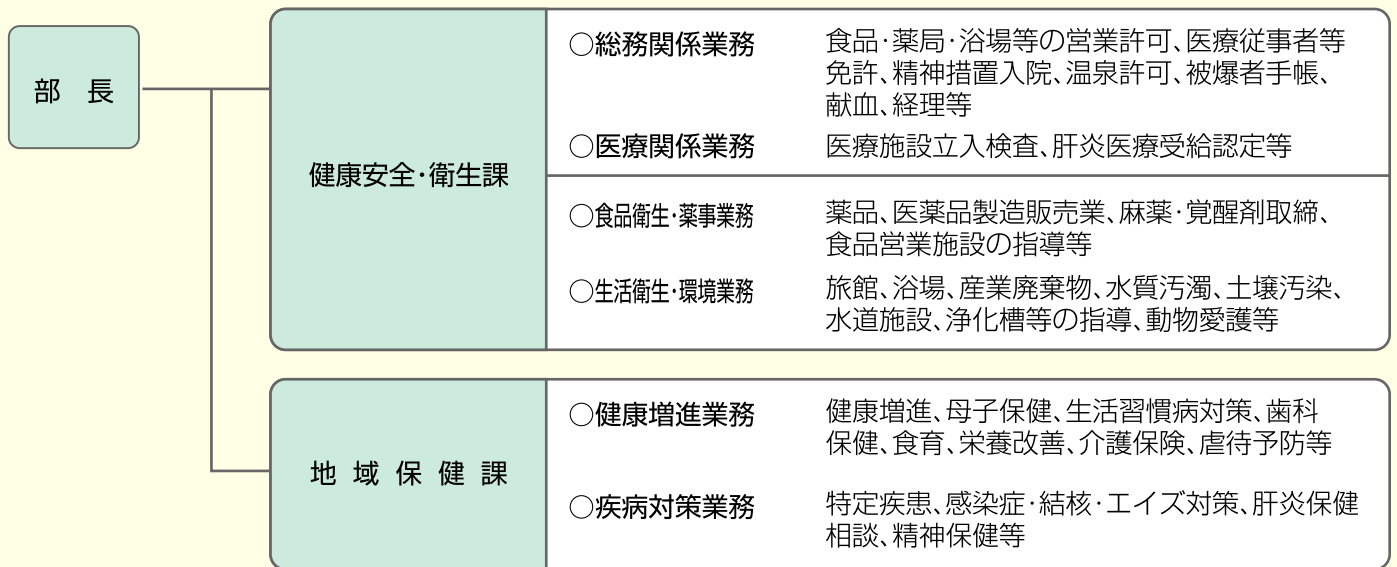 部 長
健康安全・衛生課
○総務関係業務
食品・薬局・浴場等の営業許可、医療従事者等
免許、精神措置入院、温泉許可、被爆者手帳、
献血、経理等
○医療関係業務
医療施設立入検査、肝炎医療受給認定等
○食品衛生・薬事業務
薬品、医薬品製造販売業、麻薬・覚醒剤取締、
食品営業施設の指導等
○生活衛生・環境業務
旅館、浴場、産業廃棄物、水質汚濁、土壌汚染、
水道施設、浄化槽等の指導、動物愛護等
地 域 保 健 課
○健康増進業務
健康増進、母子保健、生活習慣病対策、歯科
保健、食育、栄養改善、介護保険、虐待予防等
○疾病対策業務
特定疾患、感染症・結核・エイズ対策、肝炎保健
相談、精神保健等